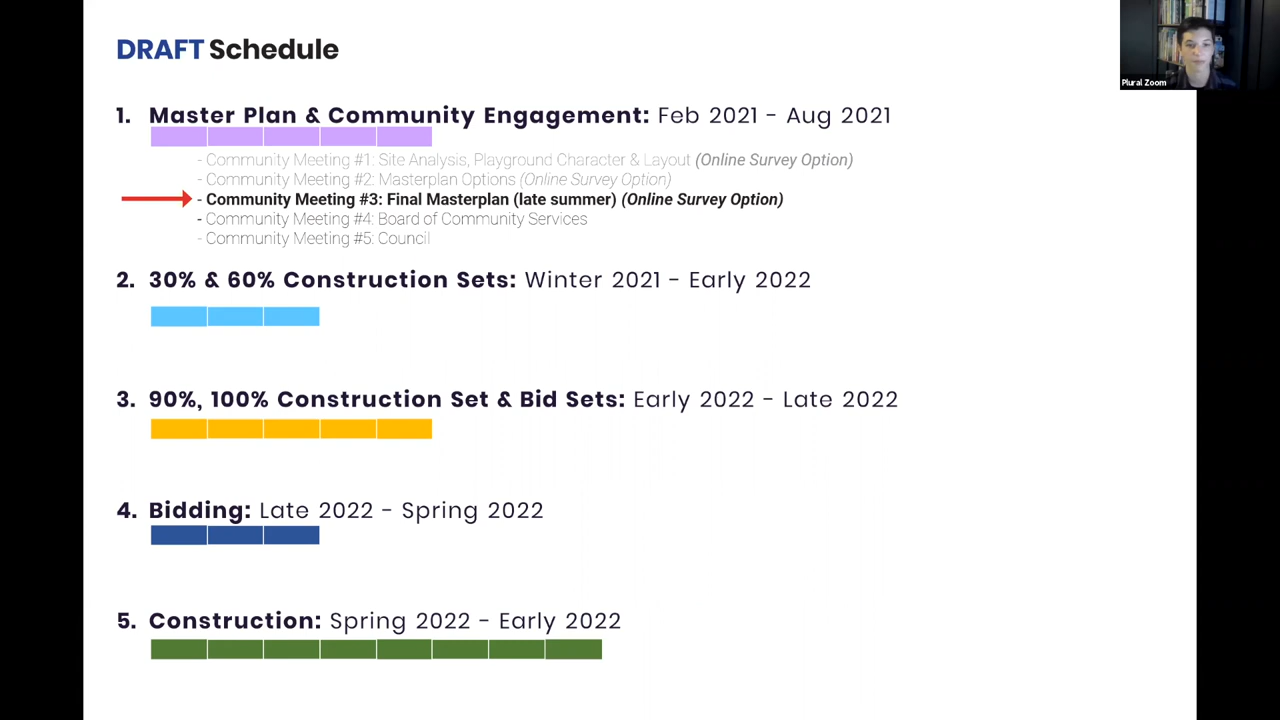 DRAFT Schedule
Plural Zoom
1. Master Plan & Community Engagement: Feb 2021 - Aug 2021
- Community Meeting #1: Site Analysis, Playground Character & Layout (Online Survey Option)
- Community Meeting #2: Masterplan Options (Online Survey Option)
- Community Meeting #3: Final Masterplan (late summer) (Online Survey Option)
- Community Meeting #4: Board of Community Services
- Community Meeting #5: Council
2. 30% & 60% Construction Sets: Winter 2021 - Early 2022
3. 90%, 100% Construction Set & Bid Sets: Early 2022 - Late 2022
4. Bidding: Late 2022 - Spring 2022
5. Construction: Spring 2022 - Early 2022